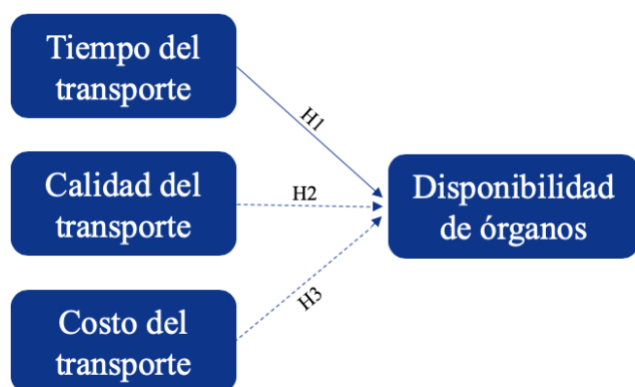 Tiempo del
transporte
H1
Calidad del
transporte
H2
Disponibilidad
de órganos
H3
Costo del
transporte